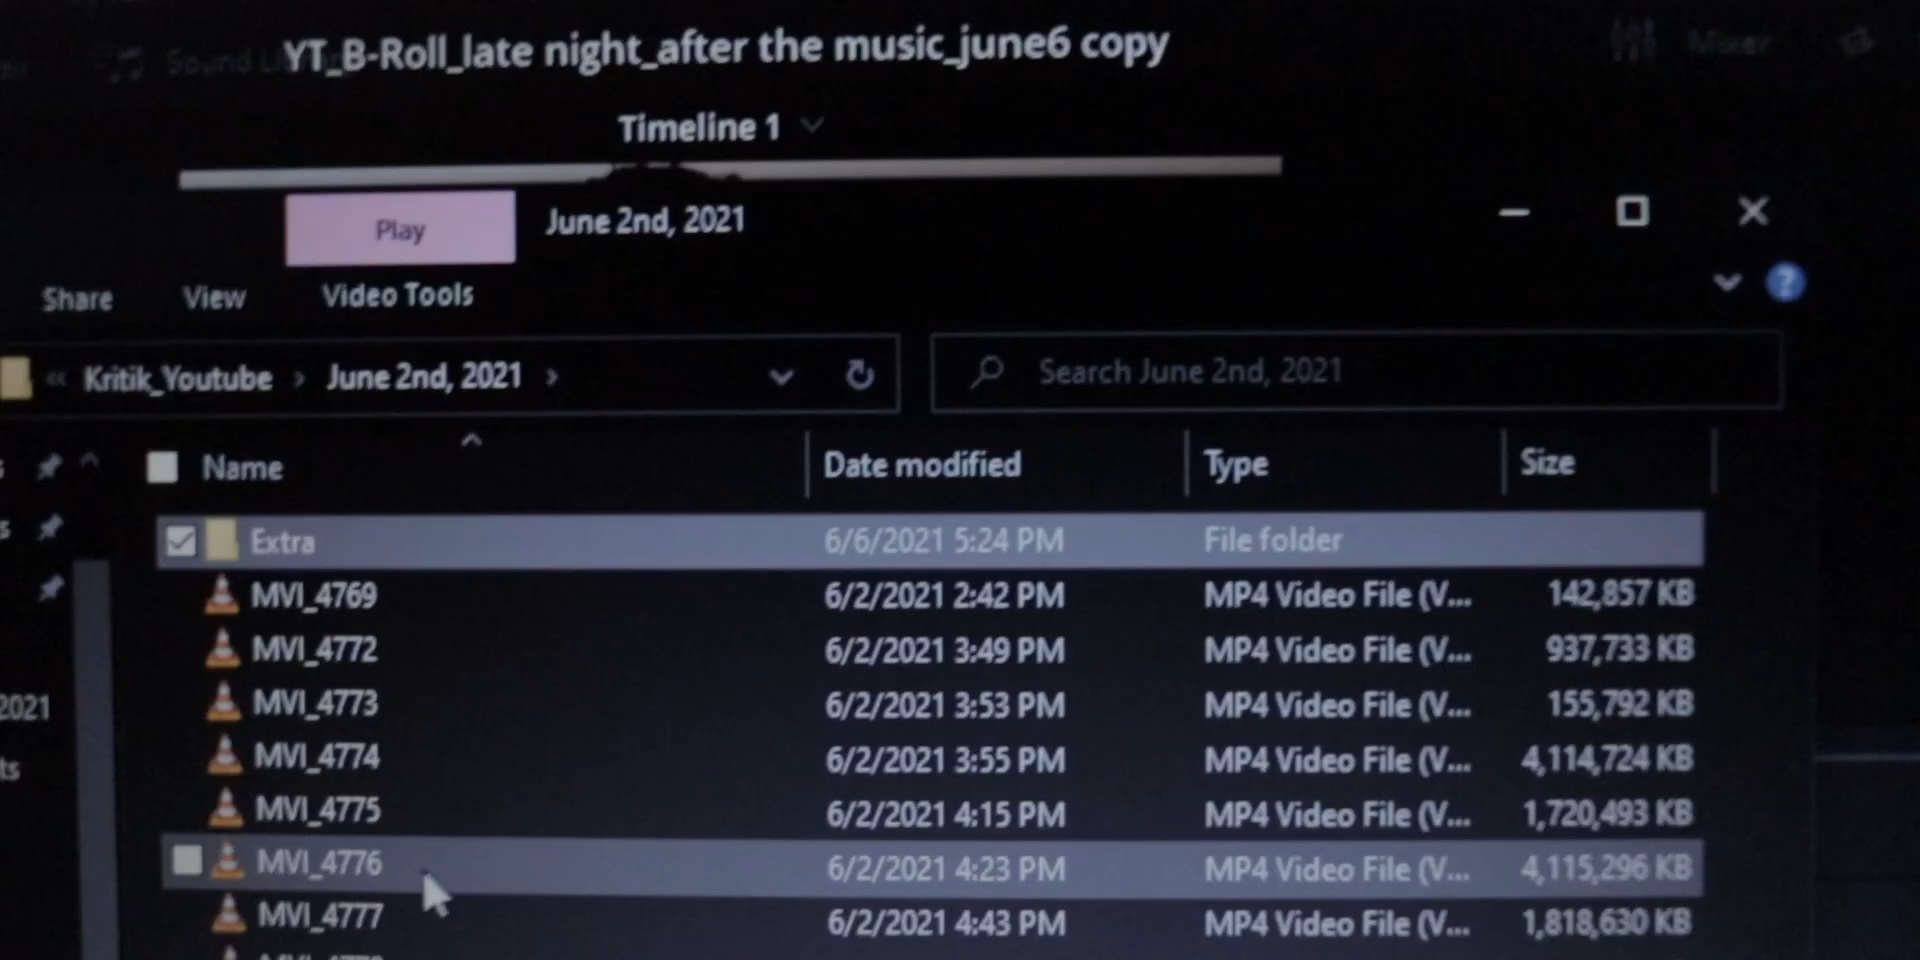 YT_B-Roll_late night_after the music_june6 copy
Mixer
Timeline 1
Play June 2nd, 2021
Share View Video Tools
« Kritik_Youtube > June 2nd, 2021 > Search June 2nd, 2021
Name Date modified Type Size
Extra 6/6/2021 5:24 PM File folder
MVI_4769 6/2/2021 2:42 PM MP4 Video File (V... 142,857 KB
MVI_4772 6/2/2021 3:49 PM MP4 Video File (V... 937,733 KB
MVI_4773 6/2/2021 3:53 PM MP4 Video File (V... 155,792 KB
MVI_4774 6/2/2021 3:55 PM MP4 Video File (V... 4,114,724 KB
2021
MVI_4775 6/2/2021 4:15 PM MP4 Video File (V... 1,720,493 KB
MVI_4776 6/2/2021 4:23 PM MP4 Video File (V... 4,115,296 KB
MVI_4777 6/2/2021 4:43 PM MP4 Video File (V... 1,818,630 KB